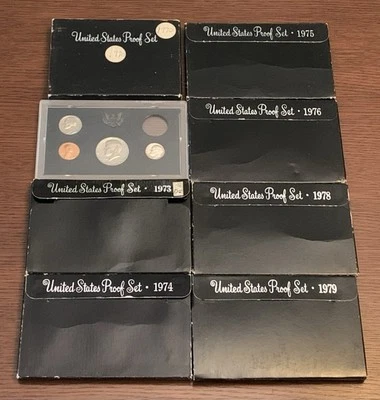 United States Proof Set
United States Proof Set · 1975
United States Proof Set · 1976
United States Proof Set · 1973
United States Proof Set · 1978
United States Proof Set · 1974
United States Proof Set · 1979